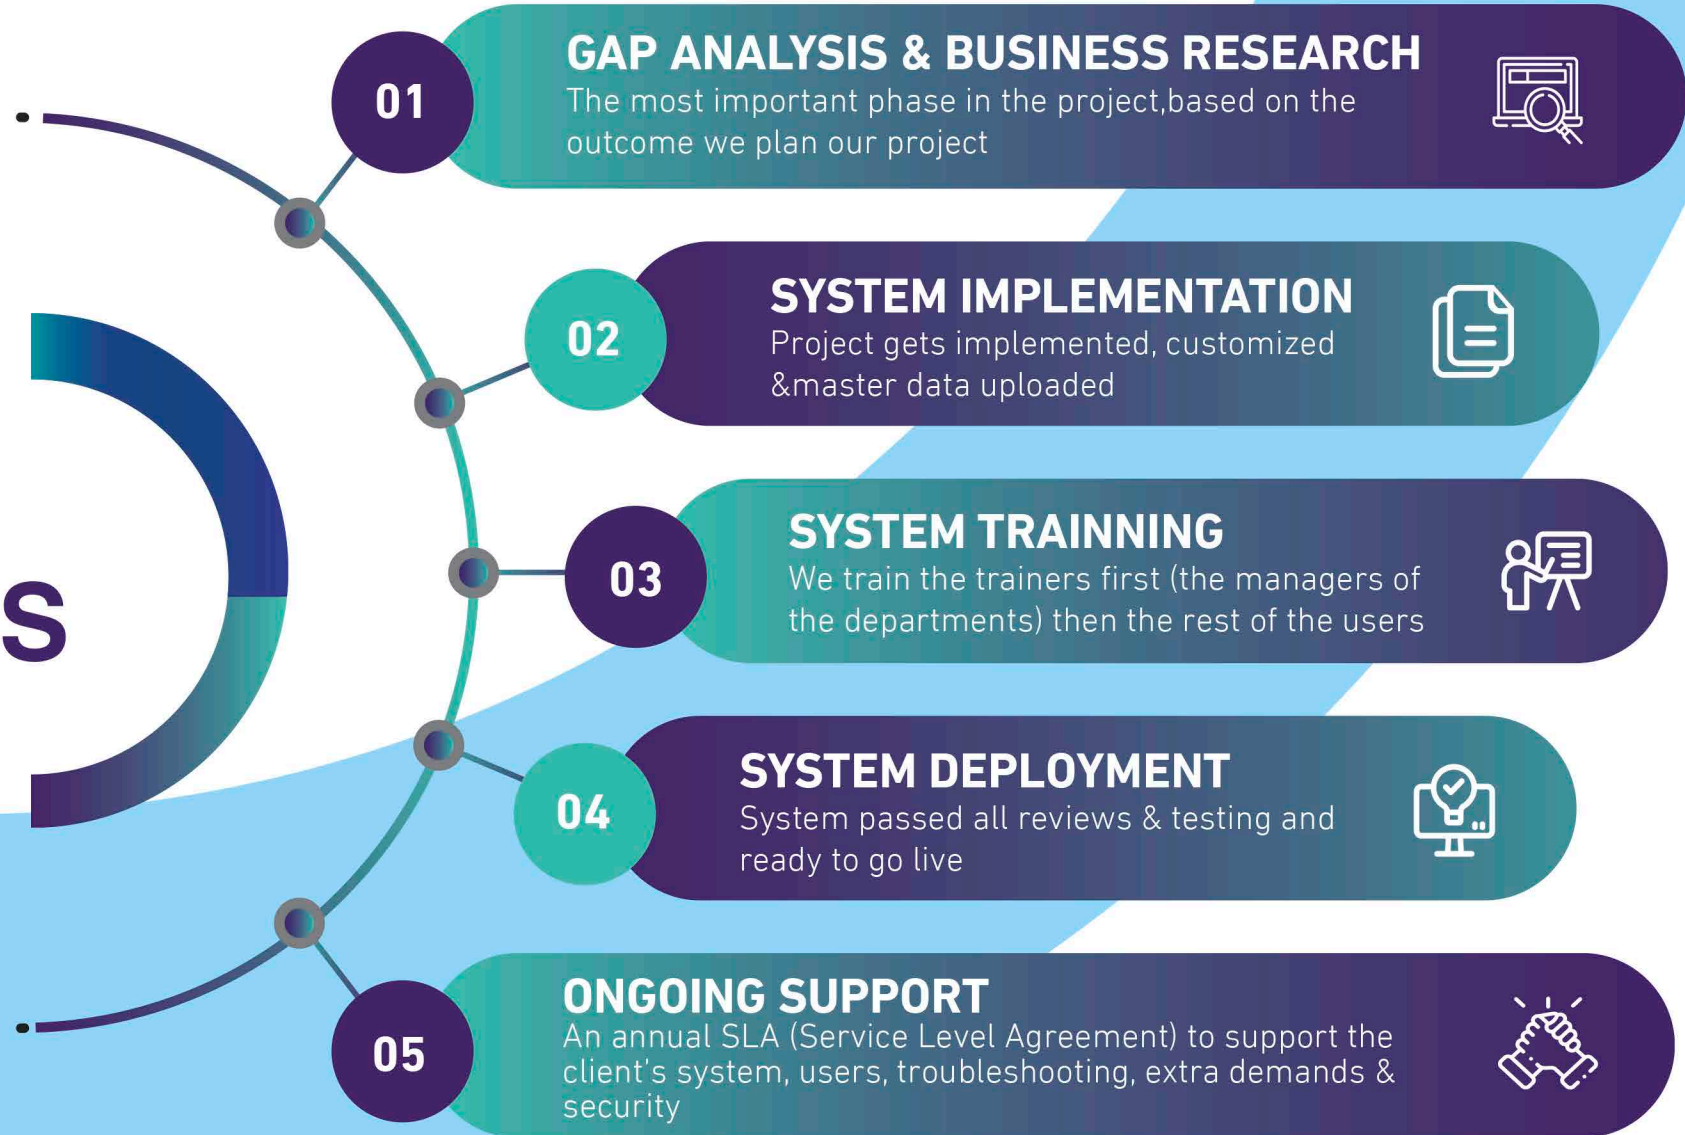 01
GAP ANALYSIS & BUSINESS RESEARCH
The most important phase in the project,based on the
outcome we plan our project
02
SYSTEM IMPLEMENTATION
Project gets implemented, customized
&master data uploaded
03
SYSTEM TRAINNING
We train the trainers first (the managers of
the departments) then the rest of the users
S
04
SYSTEM DEPLOYMENT
System passed all reviews & testing and
ready to go live
05
ONGOING SUPPORT
An annual SLA (Service Level Agreement) to support the
client's system, users, troubleshooting, extra demands &
security